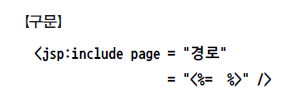 【구문】
<jsp:include page = "경로"
= "<%=  %>" />